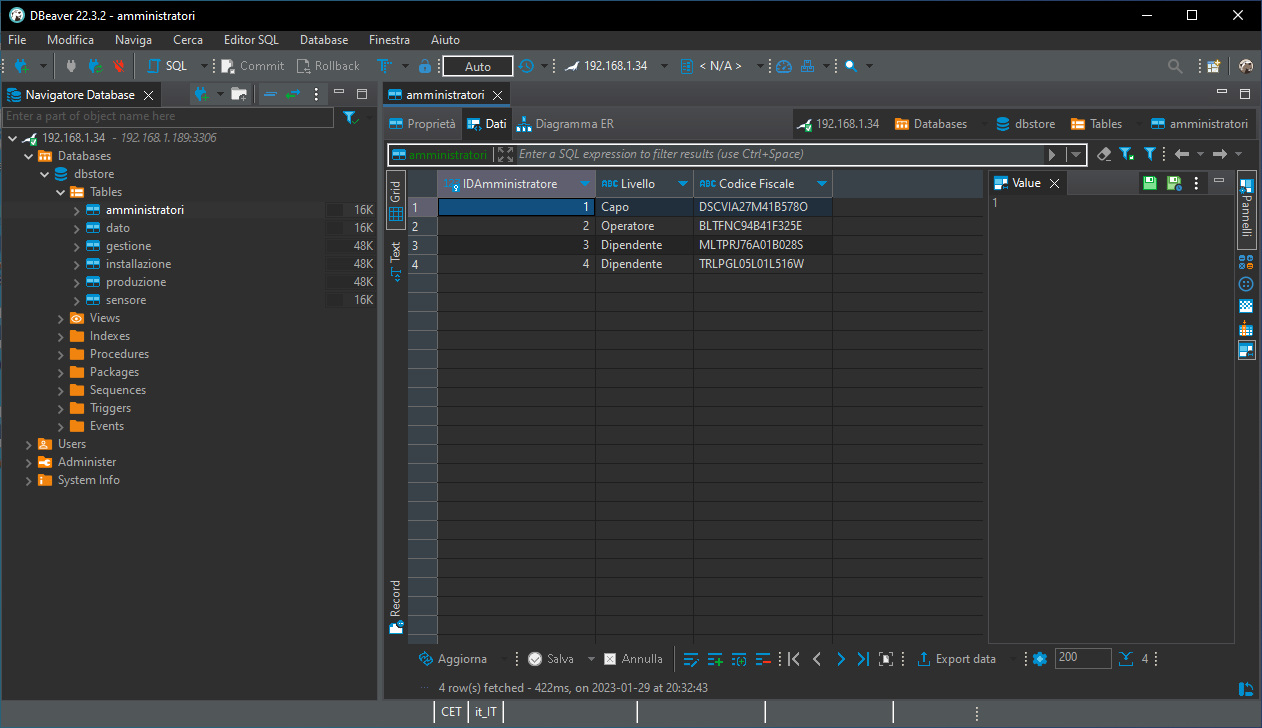 DBeaver 22.3.2 - amministratori
File Modifica Naviga Cerca Editor SQL Database Finestra Aiuto
SQL Commit Rollback Auto 192.168.1.34 < N/A >
Navigatore Database
Enter a part of object name here
192.168.1.34 - 192.168.1.189:3306
Databases
dbstore
Tables
amministratori 16K
dato 16K
gestione 48K
installazione 48K
produzione 48K
sensore 16K
Views
Indexes
Procedures
Packages
Sequences
Triggers
Events
Users
Administer
System Info
amministratori
Proprietà Dati Diagramma ER
192.168.1.34 Databases dbstore Tables amministratori
amministratori Enter a SQL expression to filter results (use Ctrl+Space)
Grid
Text
Record
IDAmministratore ABC Livello ABC Codice Fiscale
1 1 Capo DSCVIA27M41B578O
2 2 Operatore BLTFNC94B41F325E
3 3 Dipendente MLTPRJ76A01B028S
4 4 Dipendente TRLPGL05L01L516W
Value
1
Pannelli
Aggiorna Salva Annulla Export data 200 4
4 row(s) fetched - 422ms, on 2023-01-29 at 20:32:43
CET it_IT